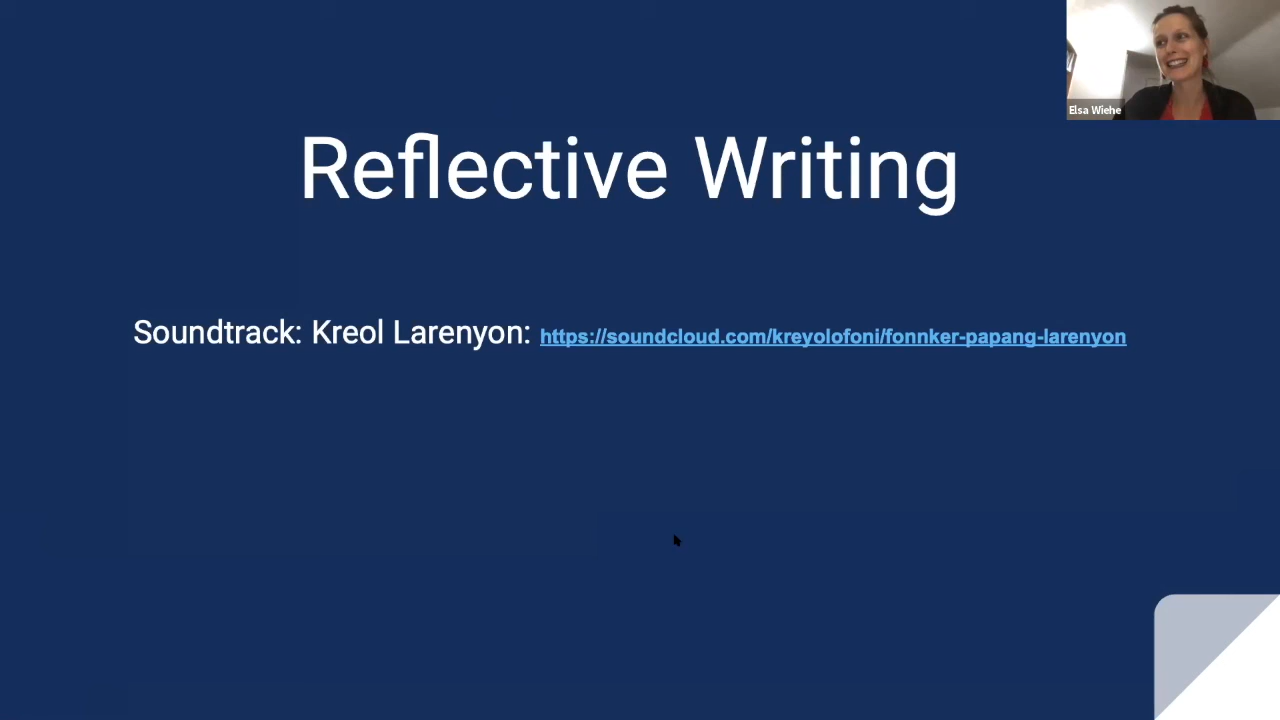 Elsa Wiehe
Reflective Writing
Soundtrack: Kreol Larenyon: https://soundcloud.com/kreyolofoni/fonnker-papang-larenyon